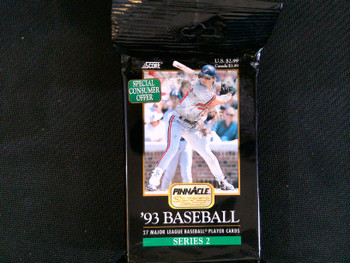 SCORE
U.S. $2.99
Canada $3.99
SPECIAL
CONSUMER
OFFER
PINNACLE
'93 BASEBALL
27 MAJOR LEAGUE BASEBALL PLAYER CARDS
SERIES 2